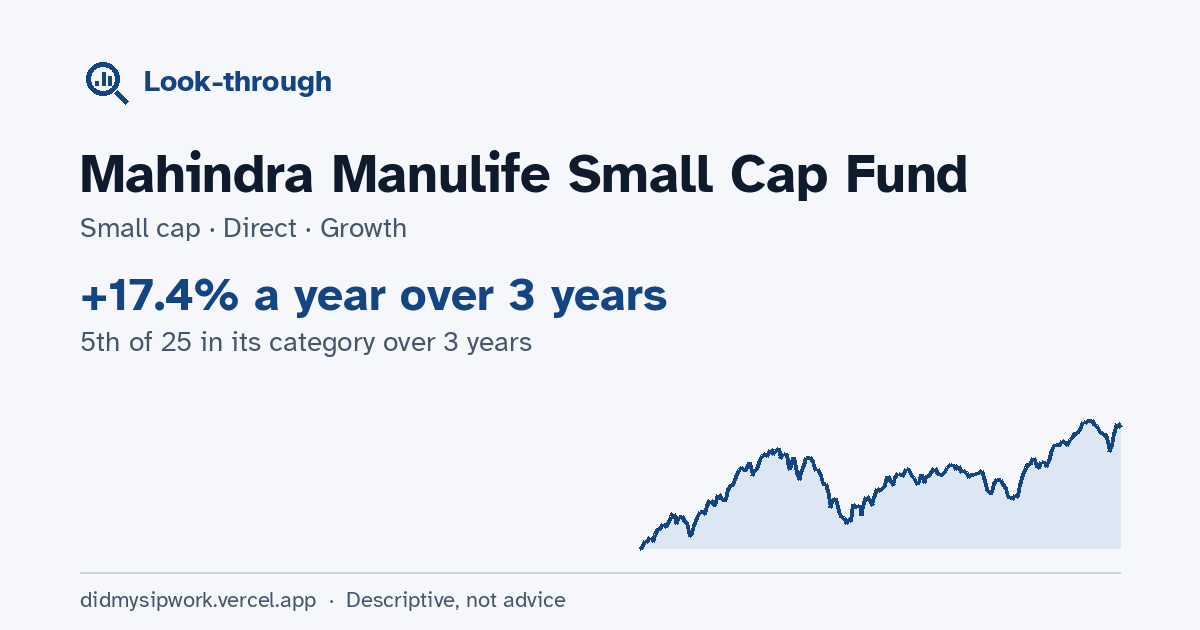 Look-through
Mahindra Manulife Small Cap Fund
Small cap · Direct · Growth
+17.4% a year over 3 years
5th of 25 in its category over 3 years
didmysipwork.vercel.app · Descriptive, not advice